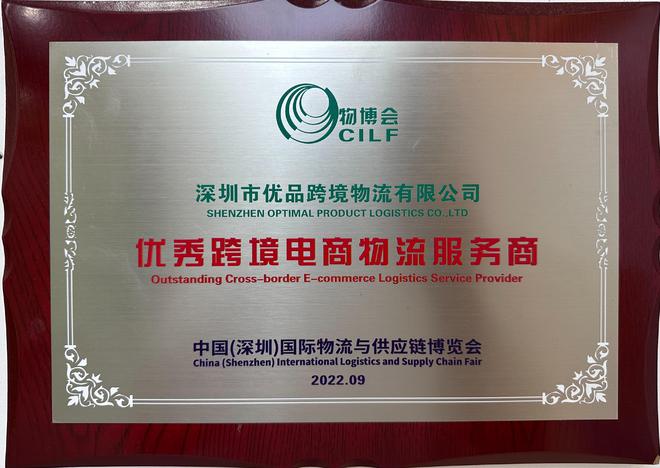 物博会
CILF
深圳市优品跨境物流有限公司
SHENZHEN OPTIMAL PRODUCT LOGISTICS CO.,LTD
优秀跨境电商物流服务商
Outstanding Cross-border E-commerce Logistics Service Provider
中国(深圳)国际物流与供应链博览会
China (Shenzhen) International Logistics and Supply Chain Fair
2022.09